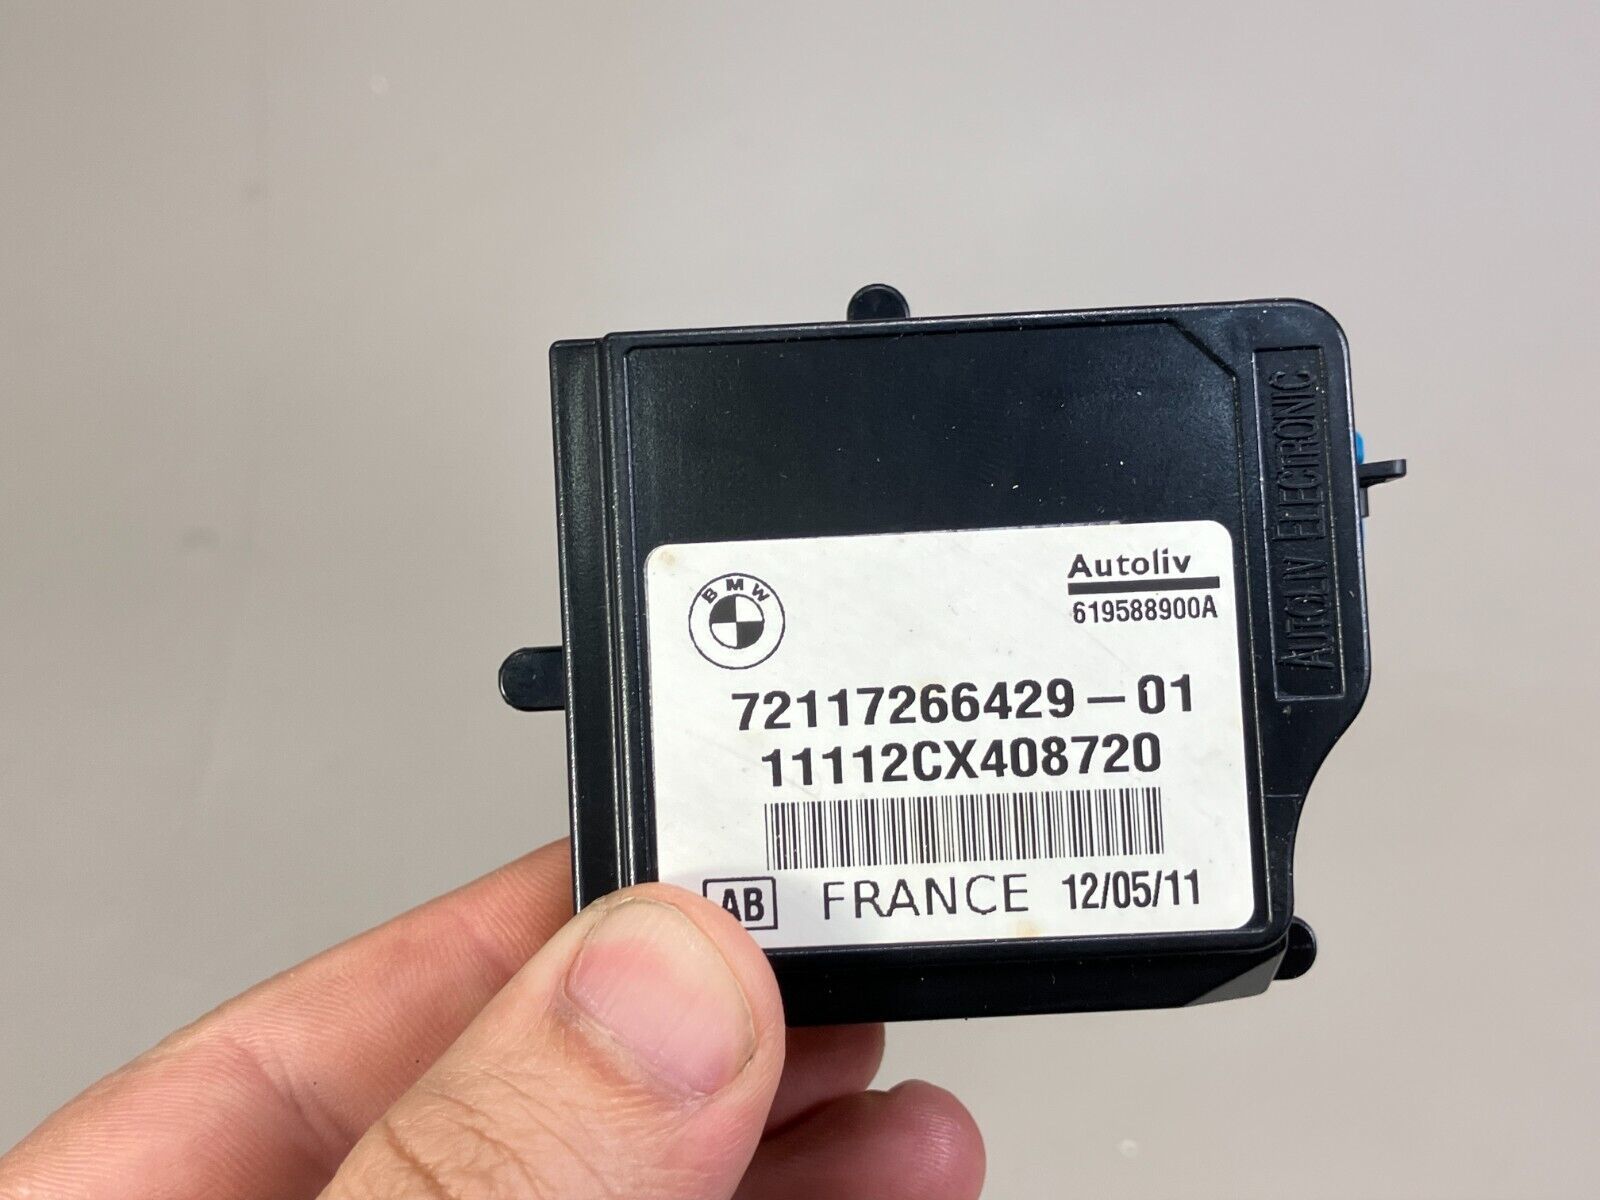 BMW
Autoliv
619588900A
72117266429-01
11112CX408720
AB FRANCE 12/05/11
AUTOLIV ELECTRONIC